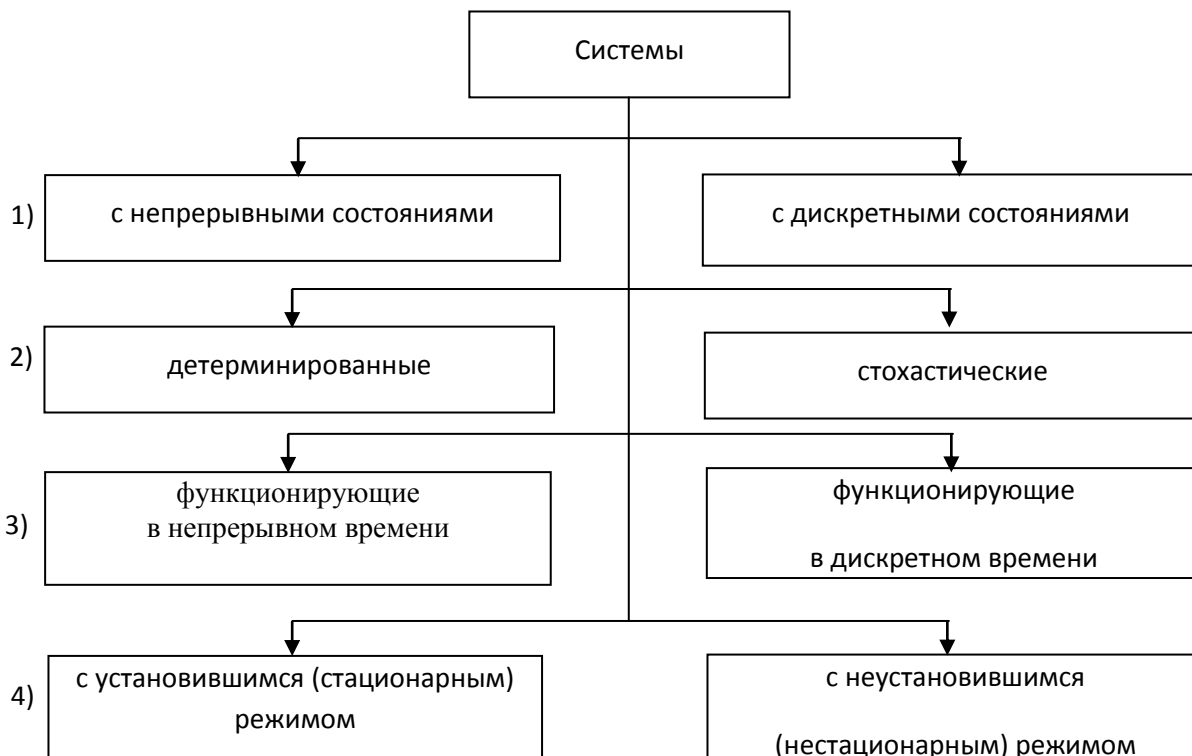 Системы
1)
с непрерывными состояниями
с дискретными состояниями
2)
детерминированные
стохастические
3)
функционирующие
в непрерывном времени
функционирующие
в дискретном времени
4)
с установившимся (стационарным)
режимом
с неустановившимся
(нестационарным) режимом